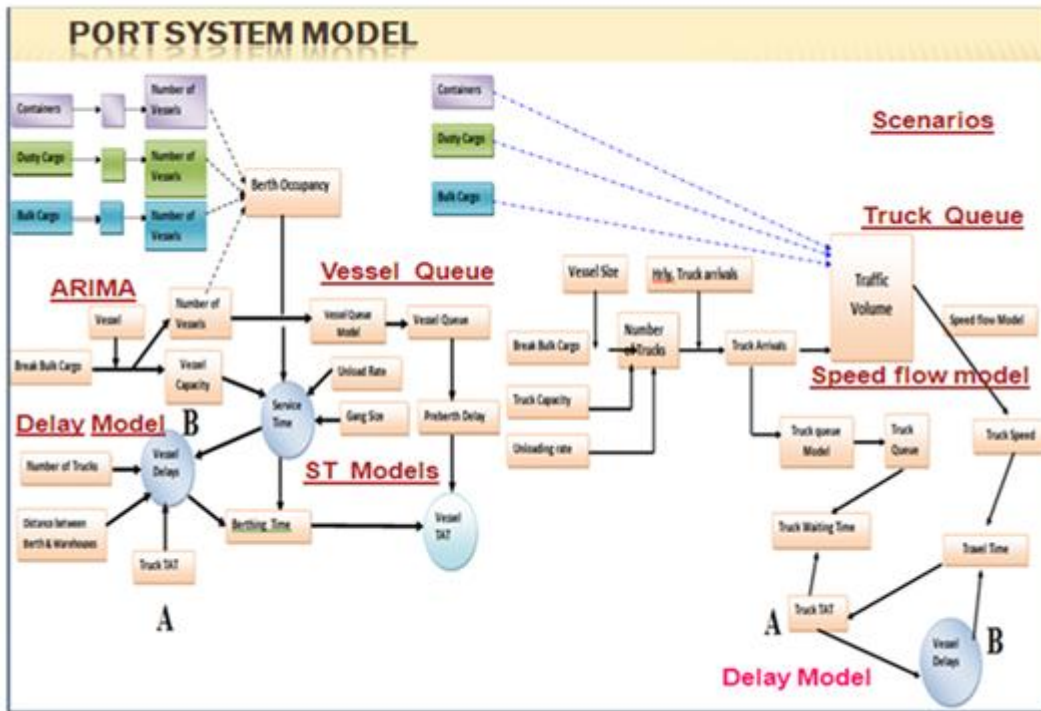 PORT SYSTEM MODEL
Containers
Number of
Vessels
Dusty Cargo
Number of
Vessels
Bulk Cargo
Number of
Vessels
Berth Occupancy
ARIMA
Vessel
Number of
Vessels
Break Bulk Cargo
Vessel
Capacity
Vessel Queue
Vessel Queue
Model
Vessel Queue
Unload Rate
Service
Time
Gang Size
Preberth Delay
Delay Model
B
Number of Trucks
Vessel
Delays
Distance between
Berth & Warehouses
Truck TAT
A
ST Models
Berthing Time
Vessel
TAT
Containers
Dusty Cargo
Bulk Cargo
Scenarios
Truck Queue
Traffic
Volume
Vessel Size
Hrly. Truck arrivals
Break Bulk Cargo
Number
of Trucks
Truck Arrivals
Speed flow Model
Speed flow model
Truck Capacity
Unloading rate
Truck queue
Model
Truck
Queue
Truck Speed
Truck Waiting Time
Travel Time
A
Truck TAT
Vessel
Delays
B
Delay Model